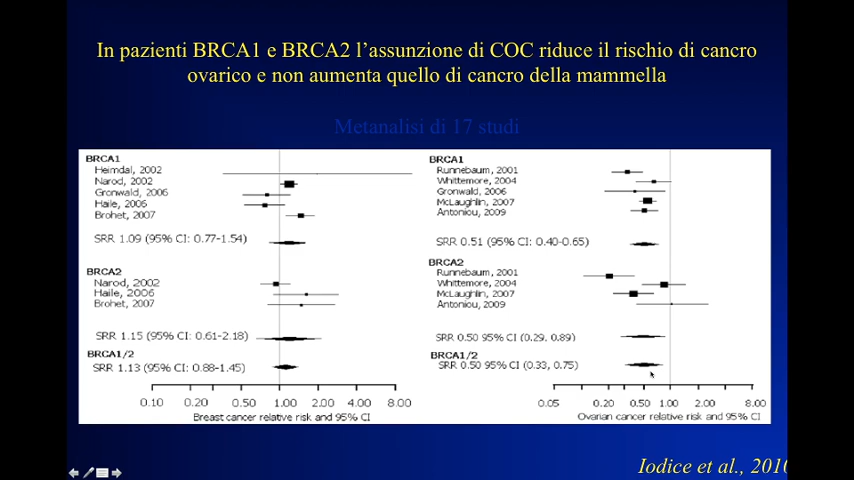 In pazienti BRCA1 e BRCA2 l'assunzione di COC riduce il rischio di cancro
ovarico e non aumenta quello di cancro della mammella
Metanalisi di 17 studi
BRCA1
Heimdal, 2002
Narod, 2002
Gronwald, 2006
Haile, 2006
Brohet, 2007
SRR 1.09 (95% CI: 0.77-1.54)
BRCA2
Narod, 2002
Haile, 2006
Brohet, 2007
SRR 1.15 (95% CI: 0.61-2.18)
BRCA1/2
SRR 1.13 (95% CI: 0.88-1.45)
0.10 0.20 0.50 1.00 2.00 4.00 8.00
Breast cancer relative risk and 95% CI
BRCA1
Runnebaum, 2001
Whittemore, 2004
Gronwald, 2006
McLaughlin, 2007
Antoniou, 2009
SRR 0.51 (95% CI: 0.40-0.65)
BRCA2
Runnebaum, 2001
Whittemore, 2004
McLaughlin, 2007
Antoniou, 2009
SRR 0.50 95% CI (0.29, 0.89)
BRCA1/2
SRR 0.50 95% CI (0.33, 0.75)
0.05 0.20 0.50 1.00 2.00 8.00
Ovarian cancer relative risk and 95% CI
Iodice et al., 2010